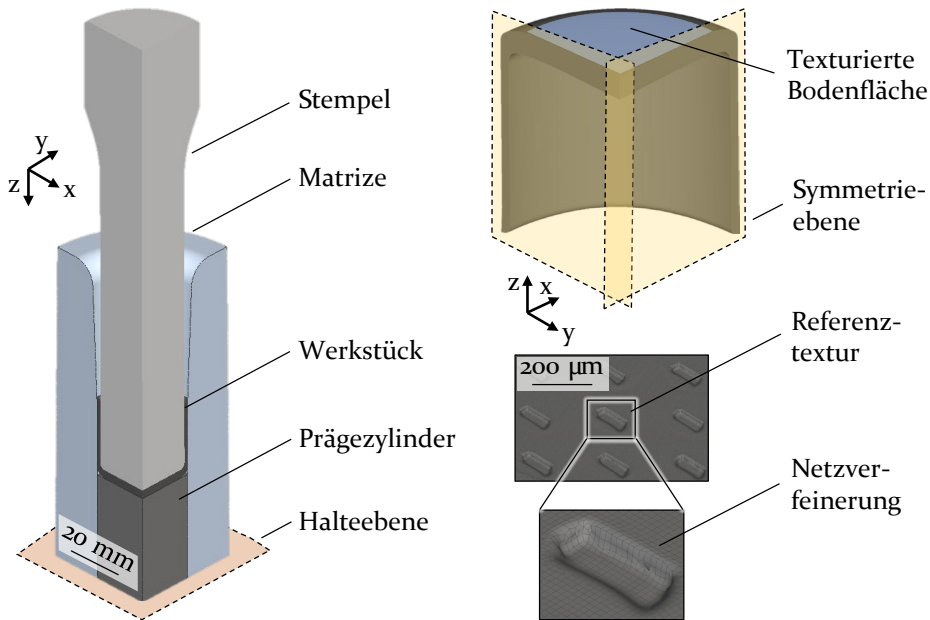 Stempel
y
z
x
Matrize
Werkstück
Prägezylinder
Halteebene
20 mm
Texturierte
Bodenfläche
Symmetrie-
ebene
z
x
y
Referenz-
textur
200 µm
Netzver-
feinerung